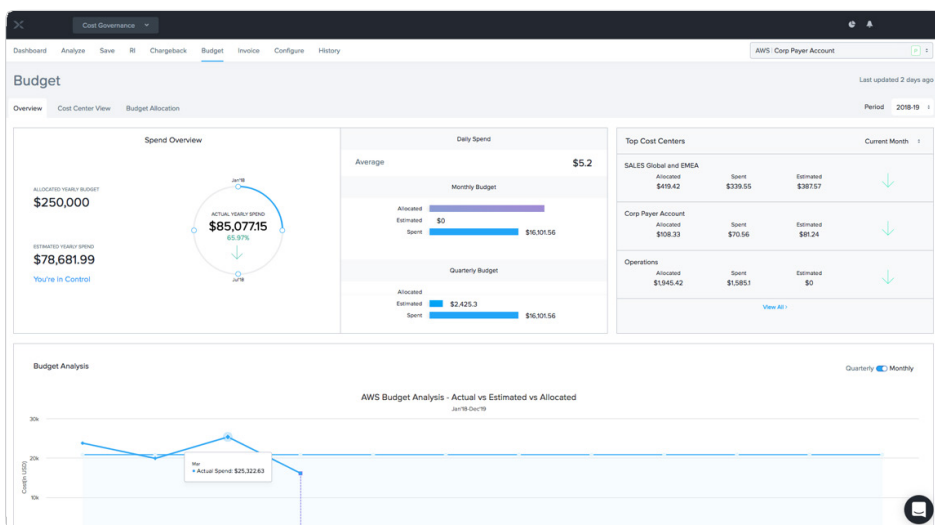 Cost Governance
Dashboard Analyze Save RI Chargeback Budget Invoice Configure History
AWS Corp Payer Account P
Budget
Last updated 2 days ago
Overview Cost Center View Budget Allocation
Period 2018-19
Spend Overview
ALLOCATED YEARLY BUDGET
$250,000
ESTIMATED YEARLY SPEND
$78,681.99
You're in Control
Jan'18
ACTUAL YEARLY SPEND
$85,077.15
65.97%
Jul'18
Daily Spend
Average $5.2
Monthly Budget
Allocated
Estimated $0
Spent $16,101.56
Quarterly Budget
Allocated
Estimated $2,425.3
Spent $16,101.56
Top Cost Centers Current Month
SALES Global and EMEA
Allocated Spent Estimated
$419.42 $339.55 $387.57
Corp Payer Account
Allocated Spent Estimated
$108.33 $70.56 $81.24
Operations
Allocated Spent Estimated
$1,945.42 $1,585.1 $0
View All ›
Budget Analysis
Quarterly Monthly
AWS Budget Analysis - Actual vs Estimated vs Allocated
Jan'18-Dec'19
Cost(in USD)
30k
20k
10k
Mar
Actual Spend: $25,322.63